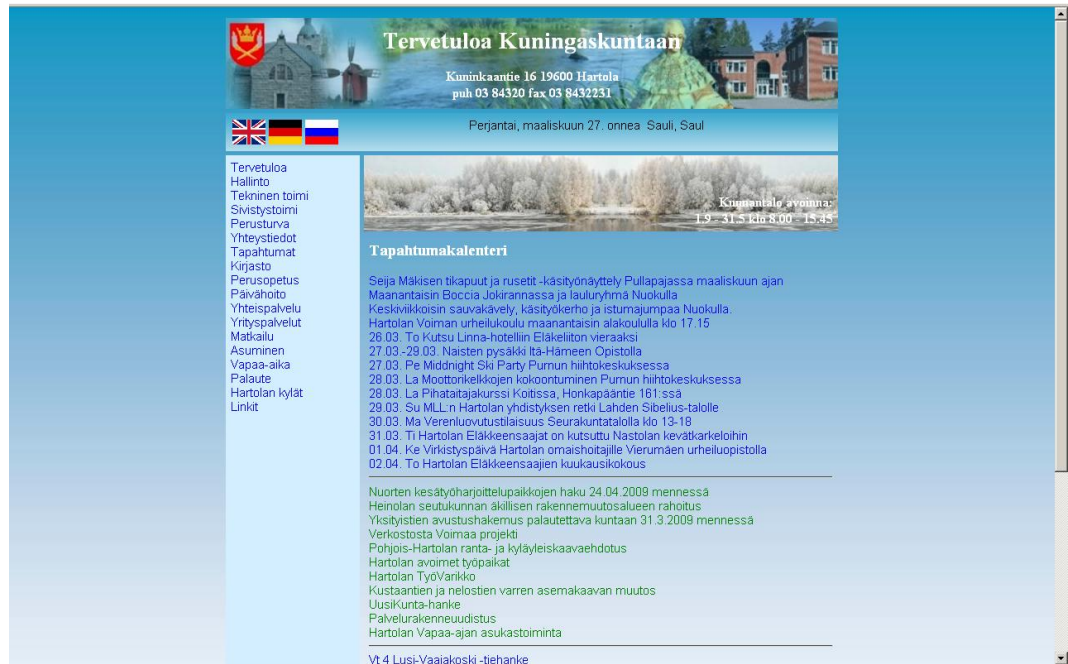 Tervetuloa Kuningaskuntaan
Kuninkaantie 16 19600 Hartola
puh 03 84320 fax 03 8432231
Perjantai, maaliskuun 27. onnea Sauli, Saul
Tervetuloa
Hallinto
Tekninen toimi
Sivistystoimi
Perusturva
Yhteystiedot
Tapahtumat
Kirjasto
Perusopetus
Päivähoito
Yhteispalvelu
Yrityspalvelut
Matkailu
Asuminen
Vapaa-aika
Palaute
Hartolan kylät
Linkit
Kunnantalo avoinna:
1.9 - 31.5 klo 8.00 - 15.45
Tapahtumakalenteri
Seija Mäkisen tikapuut ja rusetit -käsityönäyttely Pullapajassa maaliskuun ajan
Maanantaisin Boccia Jokirannassa ja lauluryhmä Nuokulla
Keskiviikkoisin sauvakävely, käsityökerho ja istumajumpaa Nuokulla.
Hartolan Voiman urheilukoulu maanantaisin alakoululla klo 17.15
26.03. To Kutsu Linna-hotelliin Eläkeliiton vieraaksi
27.03.-29.03. Naisten pysäkki Itä-Hämeen Opistolla
27.03. Pe Middnight Ski Party Purnun hiihtokeskuksessa
28.03. La Moottorikelkkojen kokoontuminen Purnun hiihtokeskuksessa
28.03. La Pihataitajakurssi Koitissa, Honkapääntie 161:ssä
29.03. Su MLL:n Hartolan yhdistyksen retki Lahden Sibelius-talolle
30.03. Ma Verenluovutustilaisuus Seurakuntatalolla klo 13-18
31.03. Ti Hartolan Eläkkeensaajat on kutsuttu Nastolan kevätkarkeloihin
01.04. Ke Virkistyspäivä Hartolan omaishoitajille Vierumäen urheiluopistolla
02.04. To Hartolan Eläkkeensaajien kuukausikokous
Nuorten kesätyöharjoittelupaikkojen haku 24.04.2009 mennessä
Heinolan seutukunnan äkillisen rakennemuutosalueen rahoitus
Yksityistien avustushakemus palautettava kuntaan 31.3.2009 mennessä
Verkostosta Voimaa projekti
Pohjois-Hartolan ranta- ja kyläyleiskaavaehdotus
Hartolan avoimet työpaikat
Hartolan TyöVarikko
Kustaantien ja nelostien varren asemakaavan muutos
UusiKunta-hanke
Palvelurakenneuudistus
Hartolan Vapaa-ajan asukastoiminta
Vt 4 Lusi-Vaajakoski -tiehanke